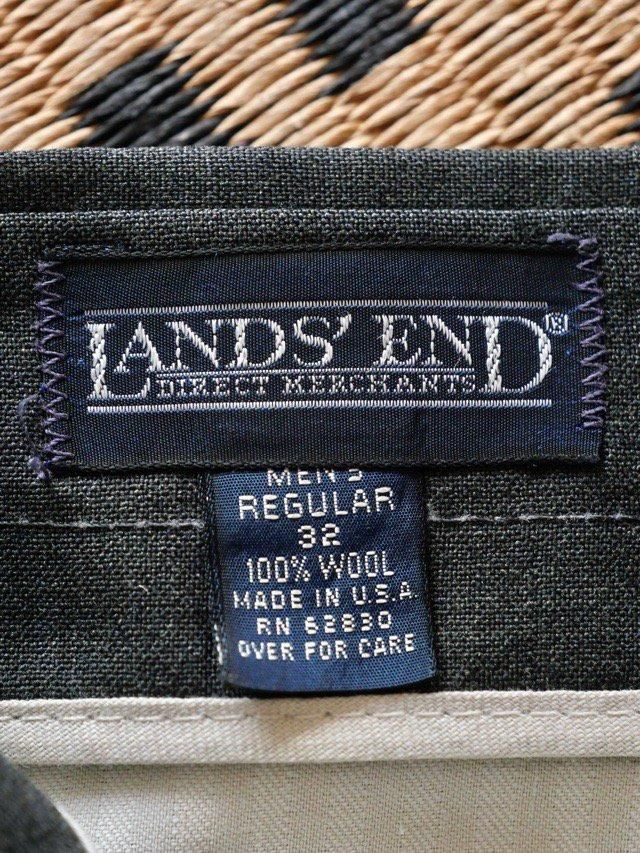 LANDS' END®
DIRECT MERCHANTS
MEN'S
REGULAR
32
100% WOOL
MADE IN U.S.A.
RN 62830
OVER FOR CARE